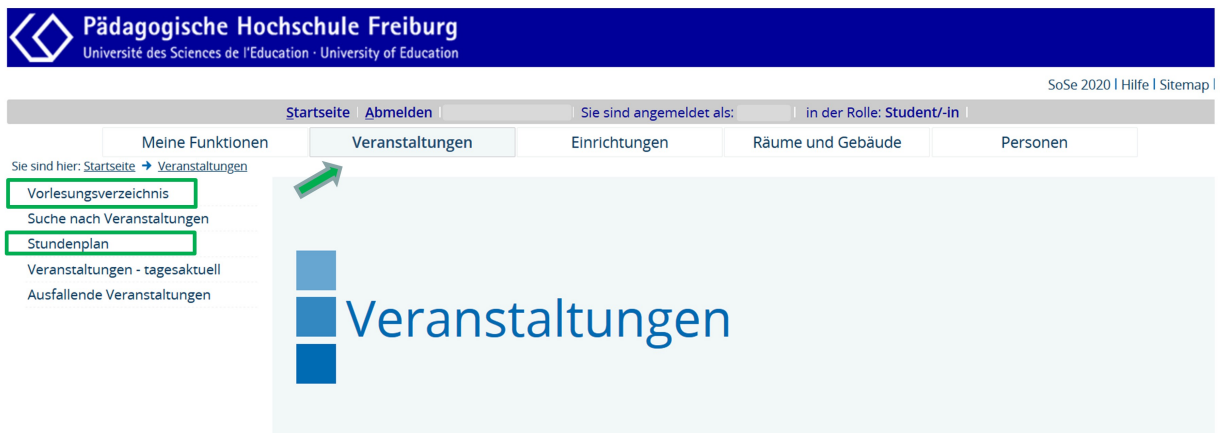 Pädagogische Hochschule Freiburg
Université des Sciences de l'Education · University of Education
SoSe 2020 | Hilfe | Sitemap |
Startseite | Abmelden | | Sie sind angemeldet als: | in der Rolle: Student/-in |
Meine Funktionen Veranstaltungen Einrichtungen Räume und Gebäude Personen
Sie sind hier: Startseite ➔ Veranstaltungen
Vorlesungsverzeichnis
Suche nach Veranstaltungen
Stundenplan
Veranstaltungen - tagesaktuell
Ausfallende Veranstaltungen
Veranstaltungen